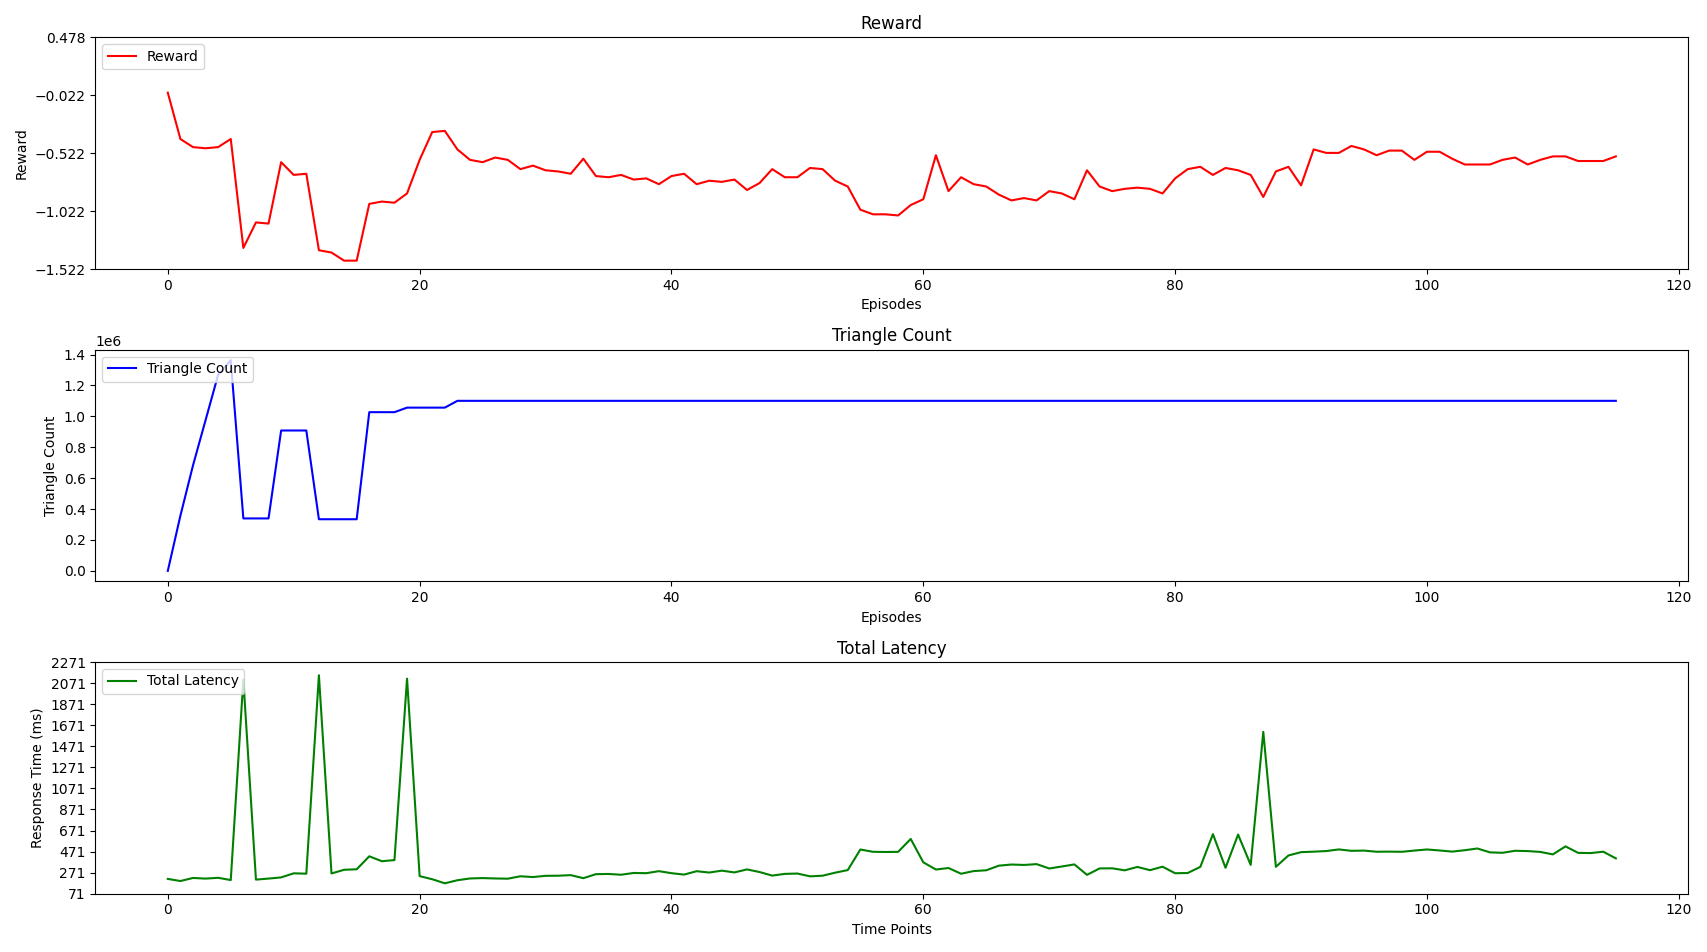 Reward
0.478
−0.022
−0.522
−1.022
−1.522
Reward
Reward
0 20 40 60 80 100 120
Episodes
Triangle Count
1e6
1.4
1.2
1.0
0.8
0.6
0.4
0.2
0.0
Triangle Count
Triangle Count
0 20 40 60 80 100 120
Episodes
Total Latency
2271
2071
1871
1671
1471
1271
1071
871
671
471
271
71
Response Time (ms)
Total Latency
0 20 40 60 80 100 120
Time Points